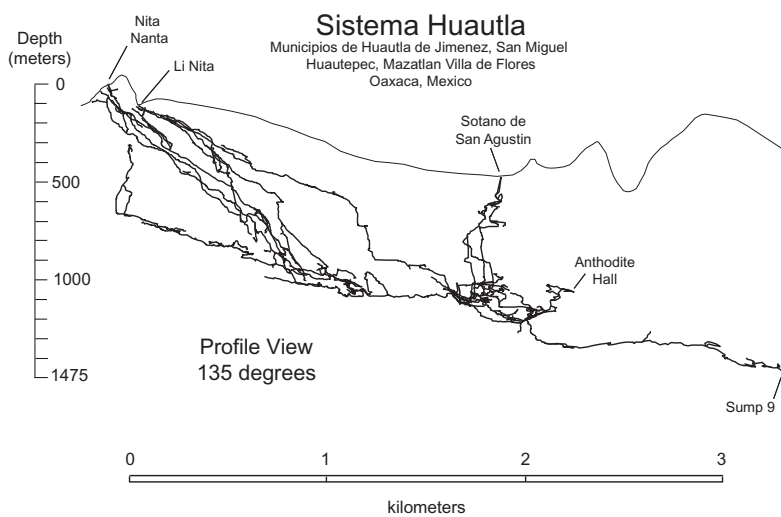 Sistema Huautla
Municipios de Huautla de Jimenez, San Miguel
Huautepec, Mazatlan Villa de Flores
Oaxaca, Mexico
Nita
Nanta
Depth
(meters)
Li Nita
0
Sotano de
San Agustin
500
1000
Anthodite
Hall
Profile View
135 degrees
1475
Sump 9
0
1
2
3
kilometers